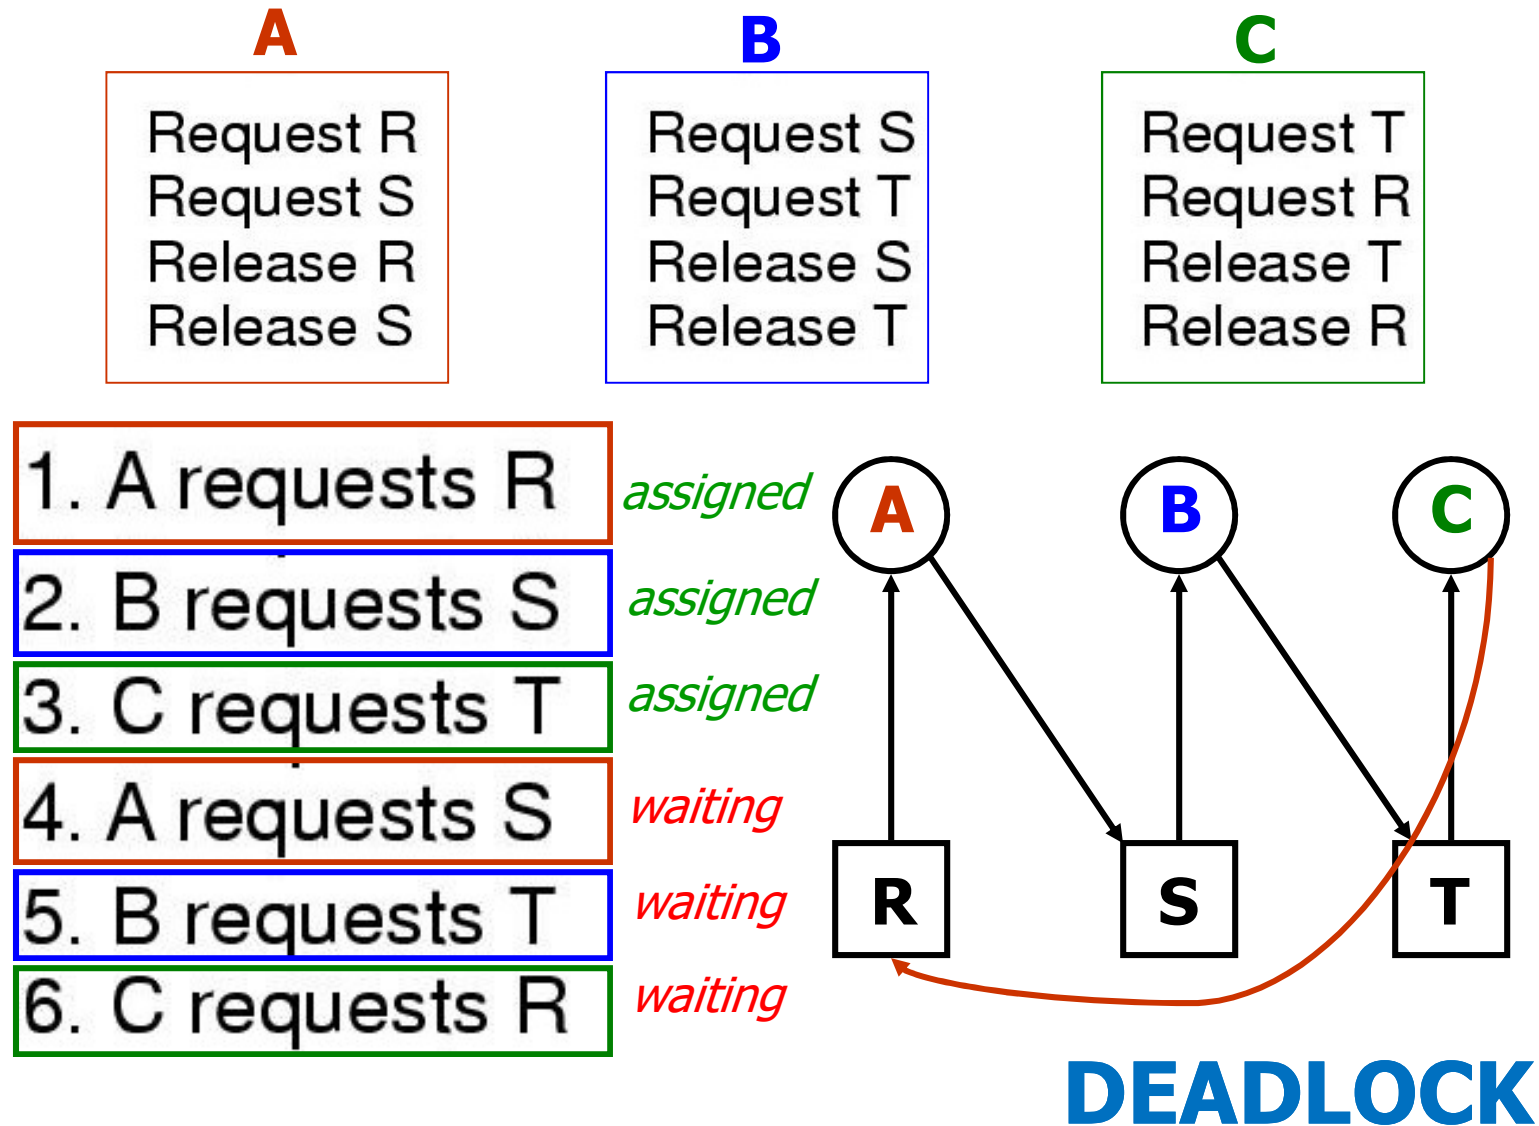 A
Request R
Request S
Release R
Release S
B
Request S
Request T
Release S
Release T
C
Request T
Request R
Release T
Release R
1. A requests R
assigned
2. B requests S
assigned
3. C requests T
assigned
4. A requests S
waiting
5. B requests T
waiting
6. C requests R
waiting
A
B
C
R
S
T
DEADLOCK